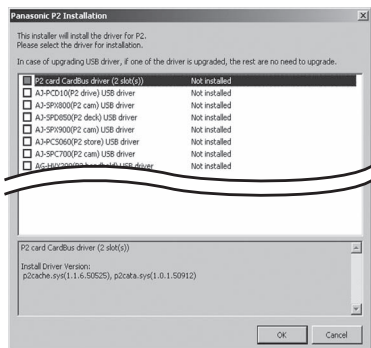 Panasonic P2 Installation
This installer will install the driver for P2.
Please select the driver for installation.
In case of upgrading USB driver, if one of the driver is upgraded, the rest are no need to upgrade.
P2 card CardBus driver (2 slot(s)) Not installed
AJ-PCD10(P2 drive) USB driver Not installed
AJ-SPX800(P2 cam) USB driver Not installed
AJ-SPD850(P2 deck) USB driver Not installed
AJ-SPX900(P2 cam) USB driver Not installed
AJ-PCS060(P2 store) USB driver Not installed
AJ-SPC700(P2 cam) USB driver Not installed
USB driver Not installed
P2 card CardBus driver (2 slot(s))
Install Driver Version:
p2cache.sys(1.1.6.50525), p2cata.sys(1.0.1.50912)
OK Cancel